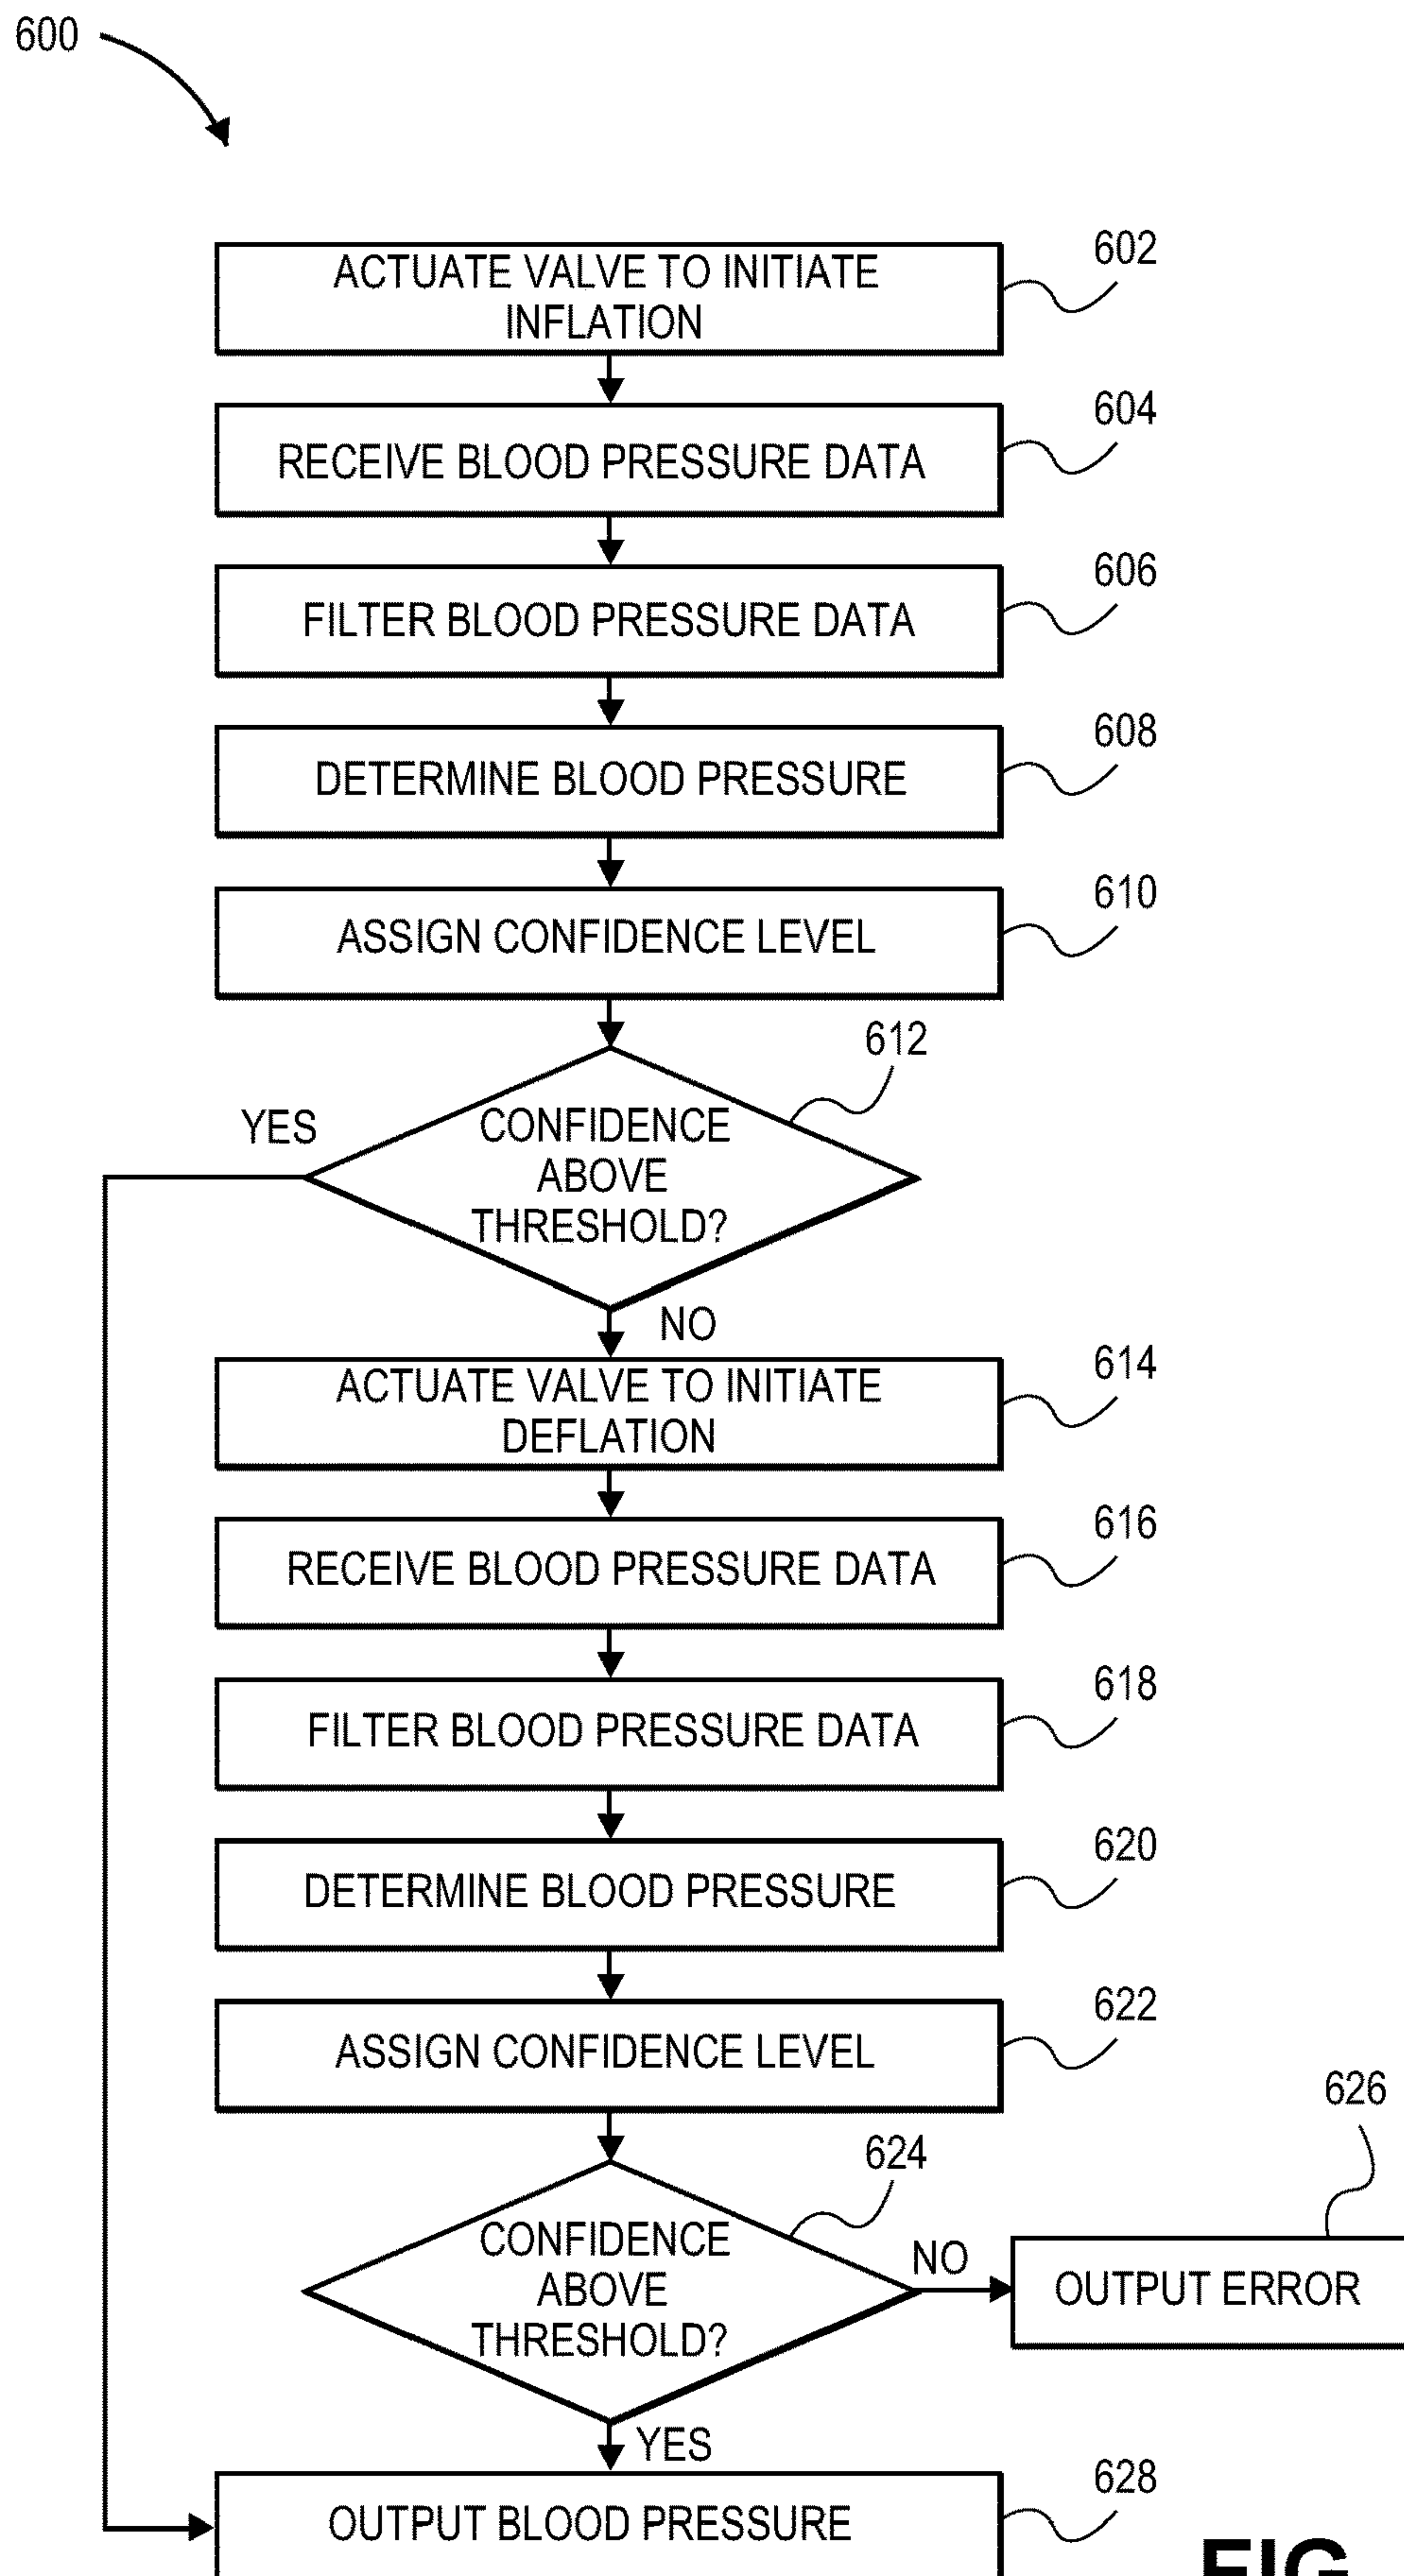 600
ACTUATE VALVE TO INITIATE
INFLATION
602
RECEIVE BLOOD PRESSURE DATA
604
FILTER BLOOD PRESSURE DATA
606
DETERMINE BLOOD PRESSURE
608
ASSIGN CONFIDENCE LEVEL
610
612
YES
CONFIDENCE
ABOVE
THRESHOLD?
NO
ACTUATE VALVE TO INITIATE
DEFLATION
614
RECEIVE BLOOD PRESSURE DATA
616
FILTER BLOOD PRESSURE DATA
618
DETERMINE BLOOD PRESSURE
620
ASSIGN CONFIDENCE LEVEL
622
626
624
CONFIDENCE
ABOVE
THRESHOLD?
NO
OUTPUT ERROR
YES
OUTPUT BLOOD PRESSURE
628
FIG